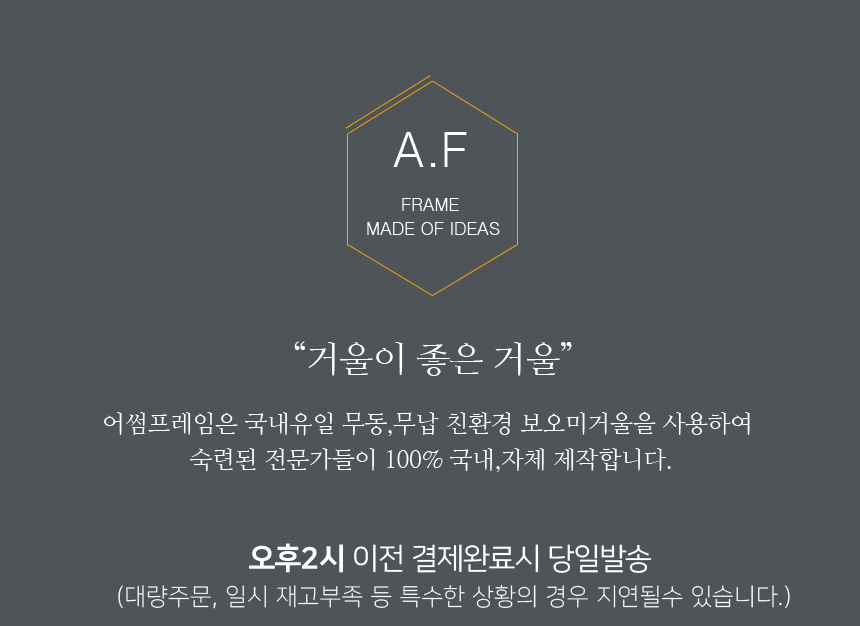 A.F
FRAME
MADE OF IDEAS
“거울이 좋은 거울”
어썸프레임은 국내유일 무동,무납 친환경 보오미거울을 사용하여
숙련된 전문가들이 100% 국내,자체 제작합니다.
오후2시 이전 결제완료시 당일발송
(대량주문, 일시 재고부족 등 특수한 상황의 경우 지연될수 있습니다.)